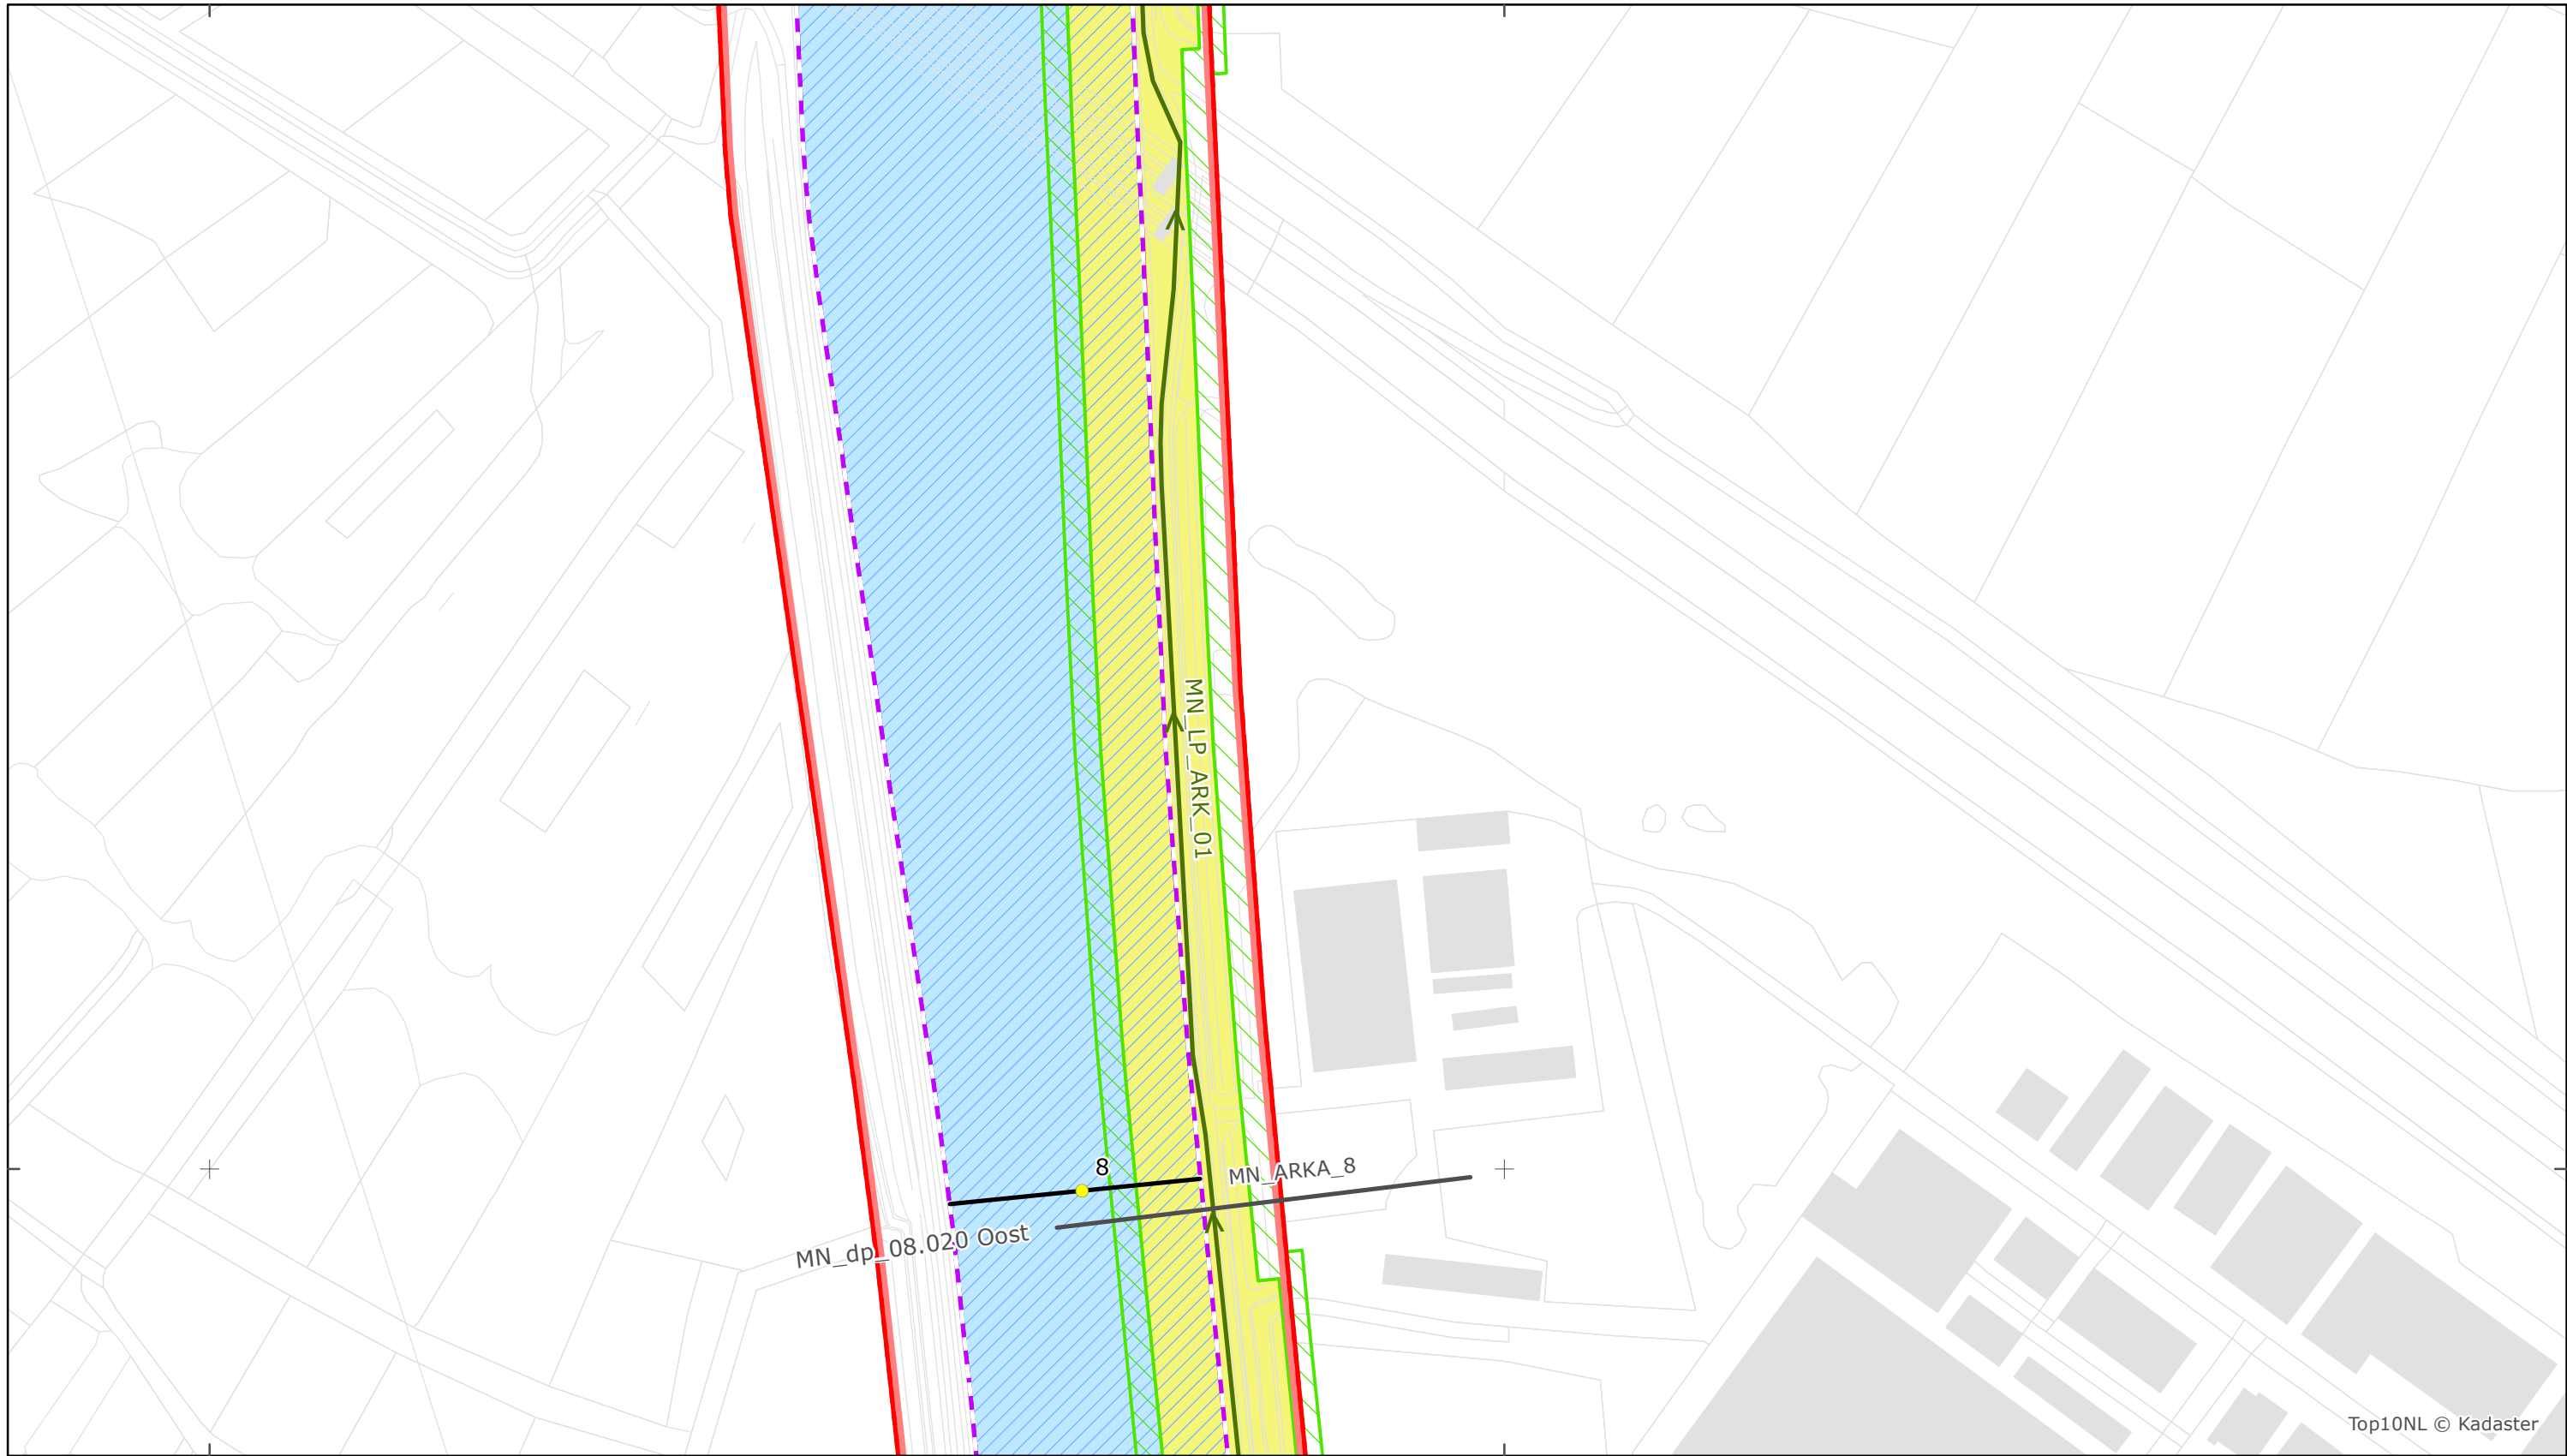 MN_LP_ARK_01
8
MN_ARKA_8
MN_dp_08.020 Oost
Top10NL © Kadaster